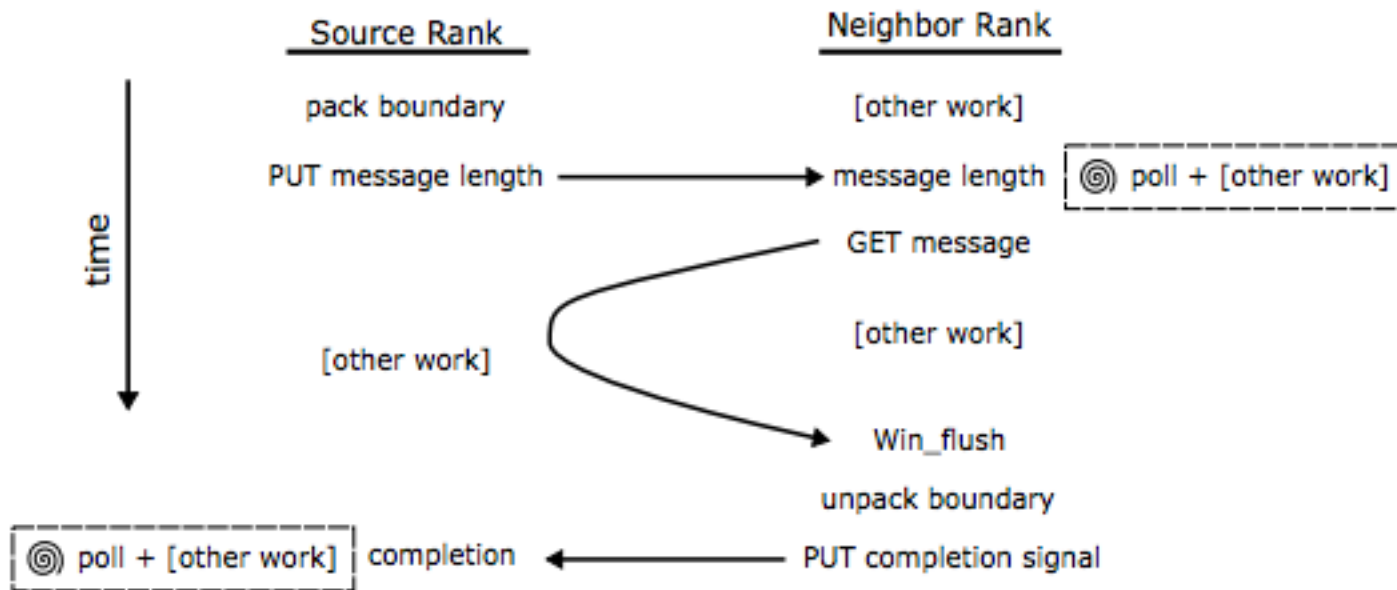 Source Rank
Neighbor Rank
pack boundary
[other work]
PUT message length
message length
poll + [other work]
GET message
time
[other work]
[other work]
Win_flush
unpack boundary
poll + [other work]
completion
PUT completion signal